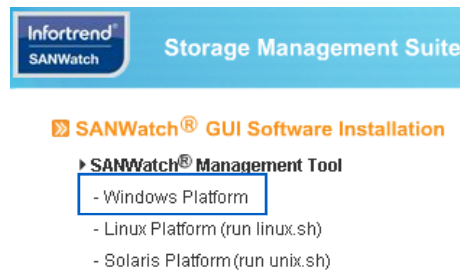 Infortrend®
SANWatch
Storage Management Suite
SANWatch® GUI Software Installation
SANWatch® Management Tool
- Windows Platform
- Linux Platform (run linux.sh)
- Solaris Platform (run unix.sh)